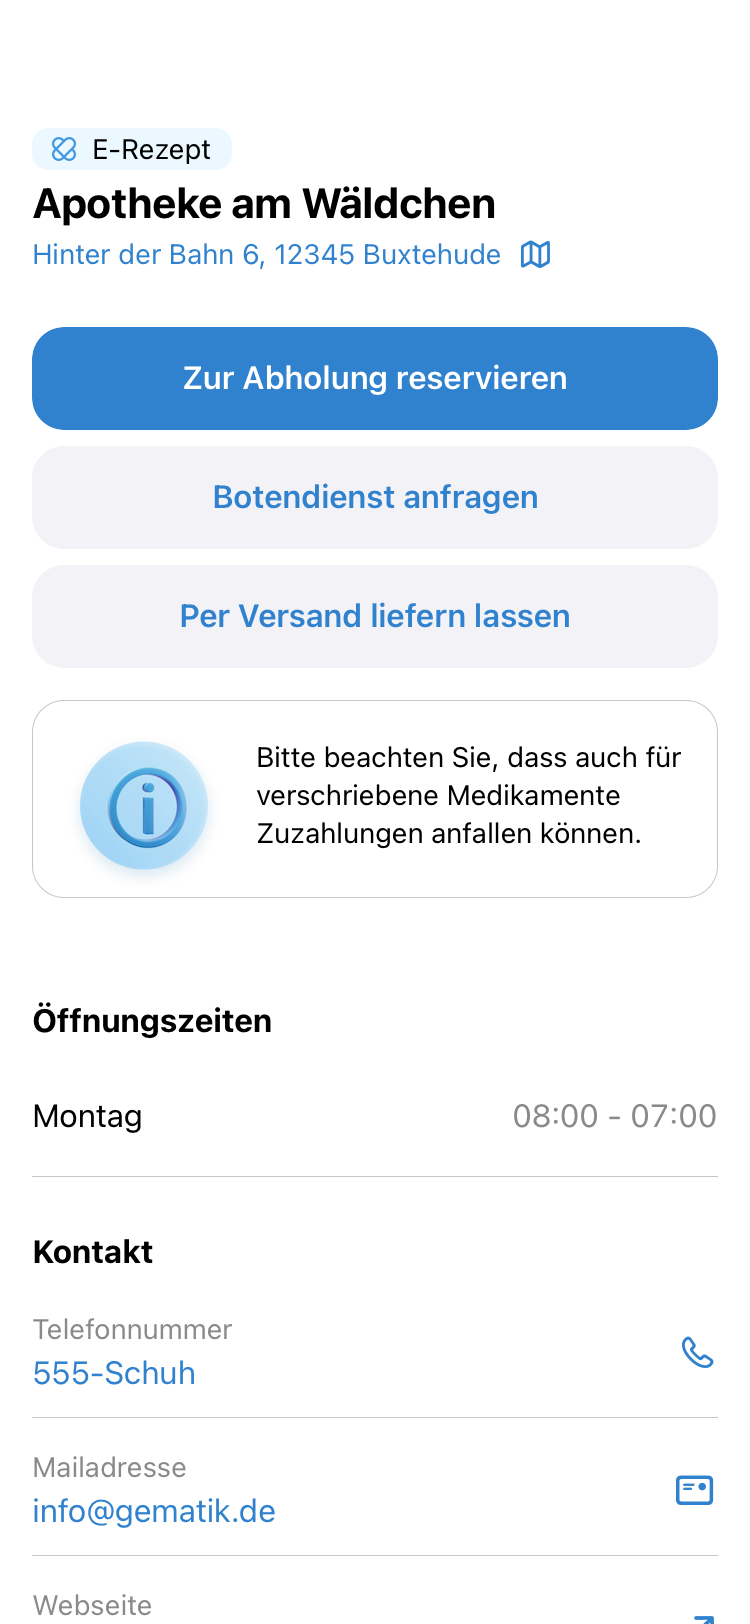 E-Rezept
Apotheke am Wäldchen
Hinter der Bahn 6, 12345 Buxtehude
Zur Abholung reservieren
Botendienst anfragen
Per Versand liefern lassen
Bitte beachten Sie, dass auch für
verschriebene Medikamente
Zuzahlungen anfallen können.
Öffnungszeiten
Montag 08:00 - 07:00
Kontakt
Telefonnummer
555-Schuh
Mailadresse
info@gematik.de
Webseite